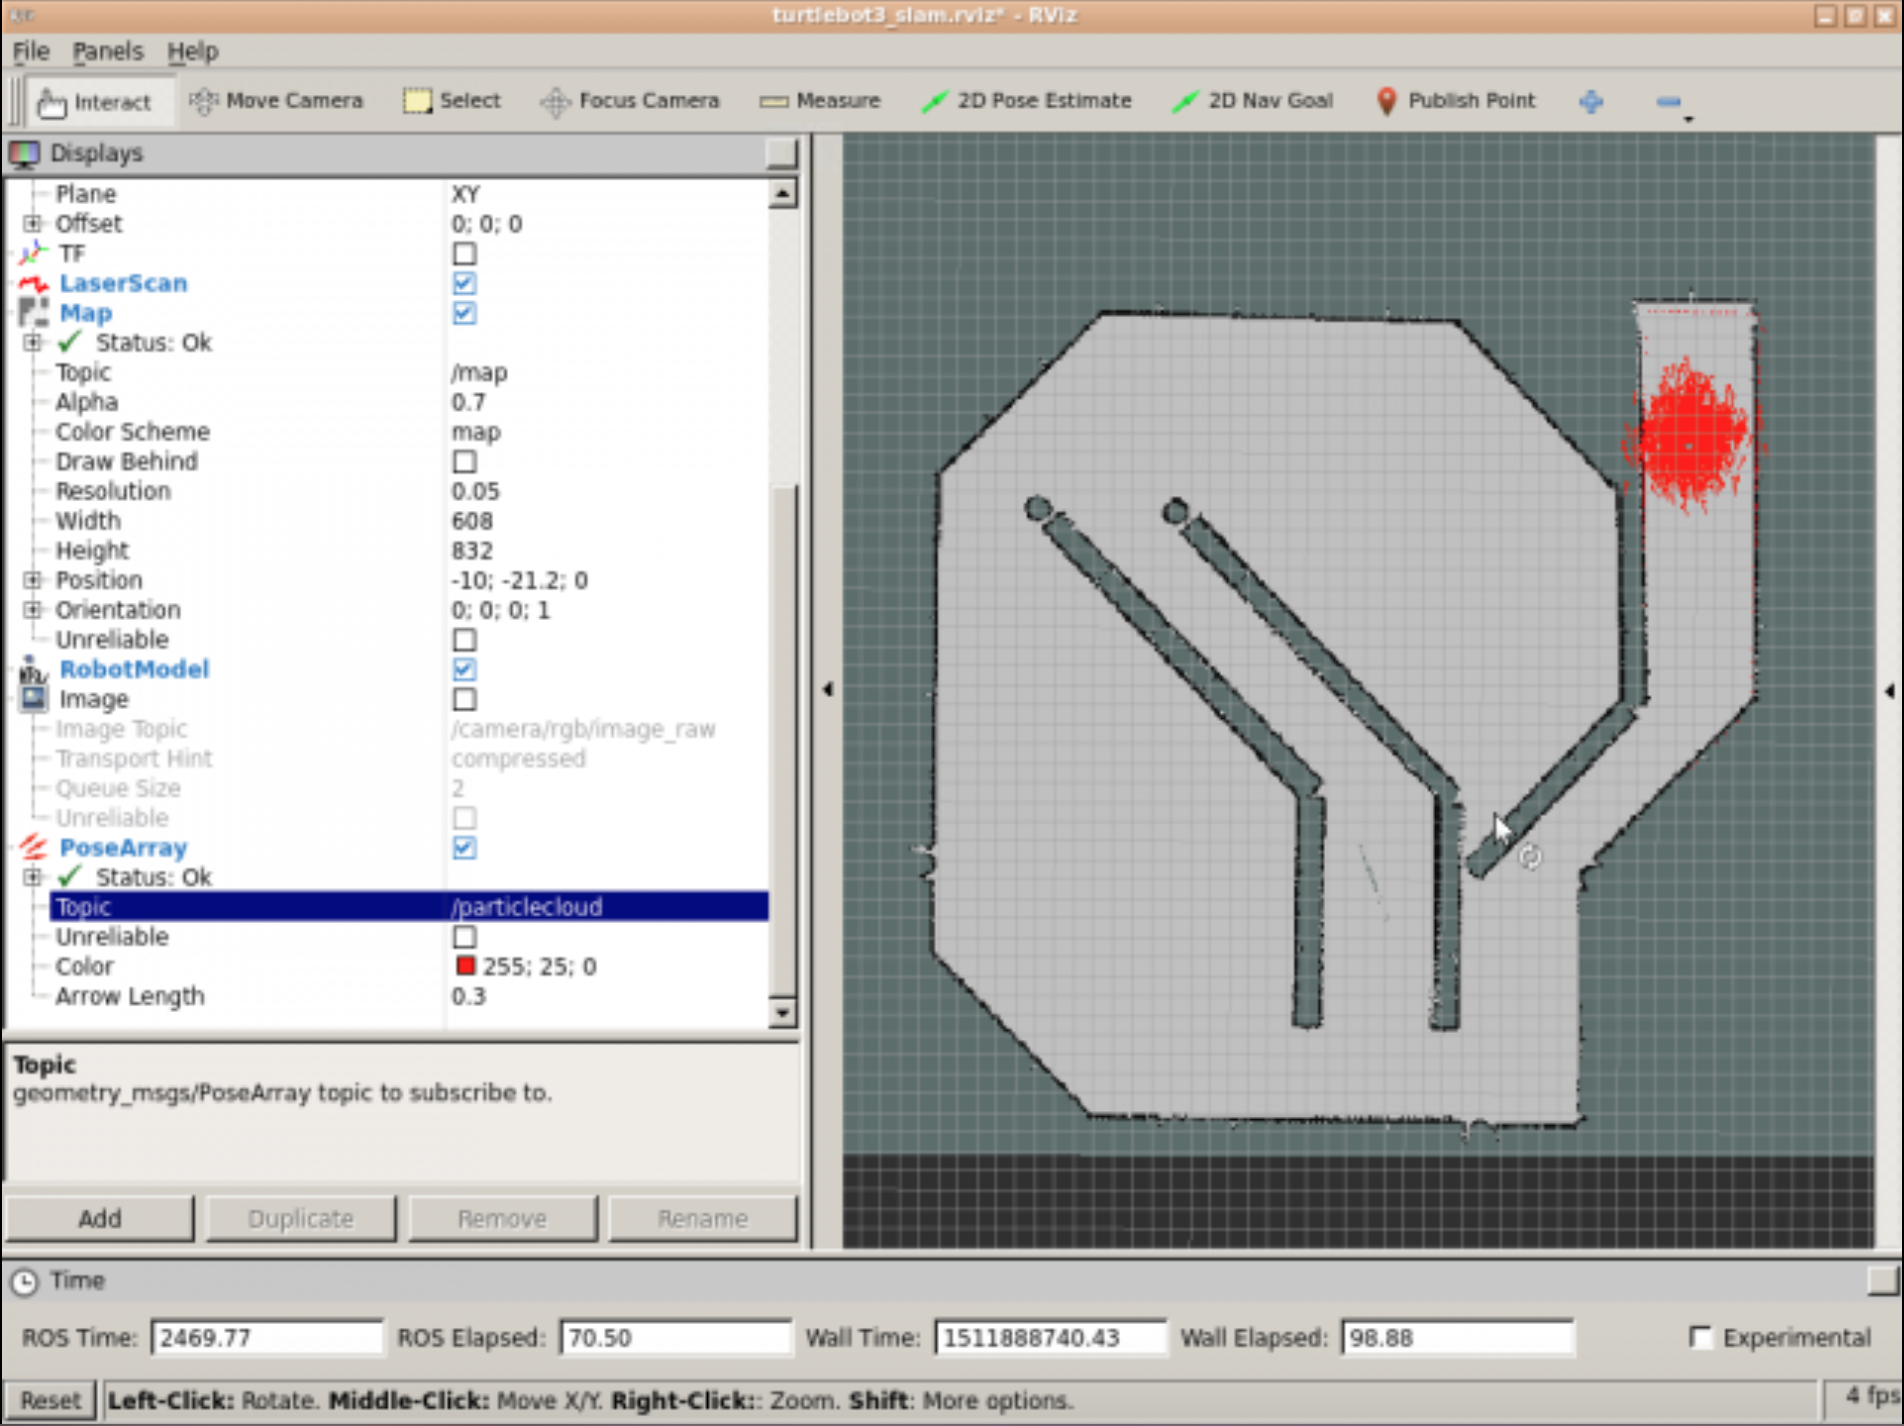 turtlebot3_slam.rviz* - RViz
File Panels Help
Interact Move Camera Select Focus Camera Measure 2D Pose Estimate 2D Nav Goal Publish Point
Displays
Plane XY
Offset 0; 0; 0
TF
LaserScan
Map
Status: Ok
Topic /map
Alpha 0.7
Color Scheme map
Draw Behind
Resolution 0.05
Width 608
Height 832
Position -10; -21.2; 0
Orientation 0; 0; 0; 1
Unreliable
RobotModel
Image
Image Topic /camera/rgb/image_raw
Transport Hint compressed
Queue Size 2
Unreliable
PoseArray
Status: Ok
Topic /particlecloud
Unreliable
Color 255; 25; 0
Arrow Length 0.3
Topic
geometry_msgs/PoseArray topic to subscribe to.
Add Duplicate Remove Rename
Time
ROS Time: 2469.77 ROS Elapsed: 70.50 Wall Time: 1511888740.43 Wall Elapsed: 98.88 Experimental
Reset Left-Click: Rotate. Middle-Click: Move X/Y. Right-Click:: Zoom. Shift: More options. 4 fps